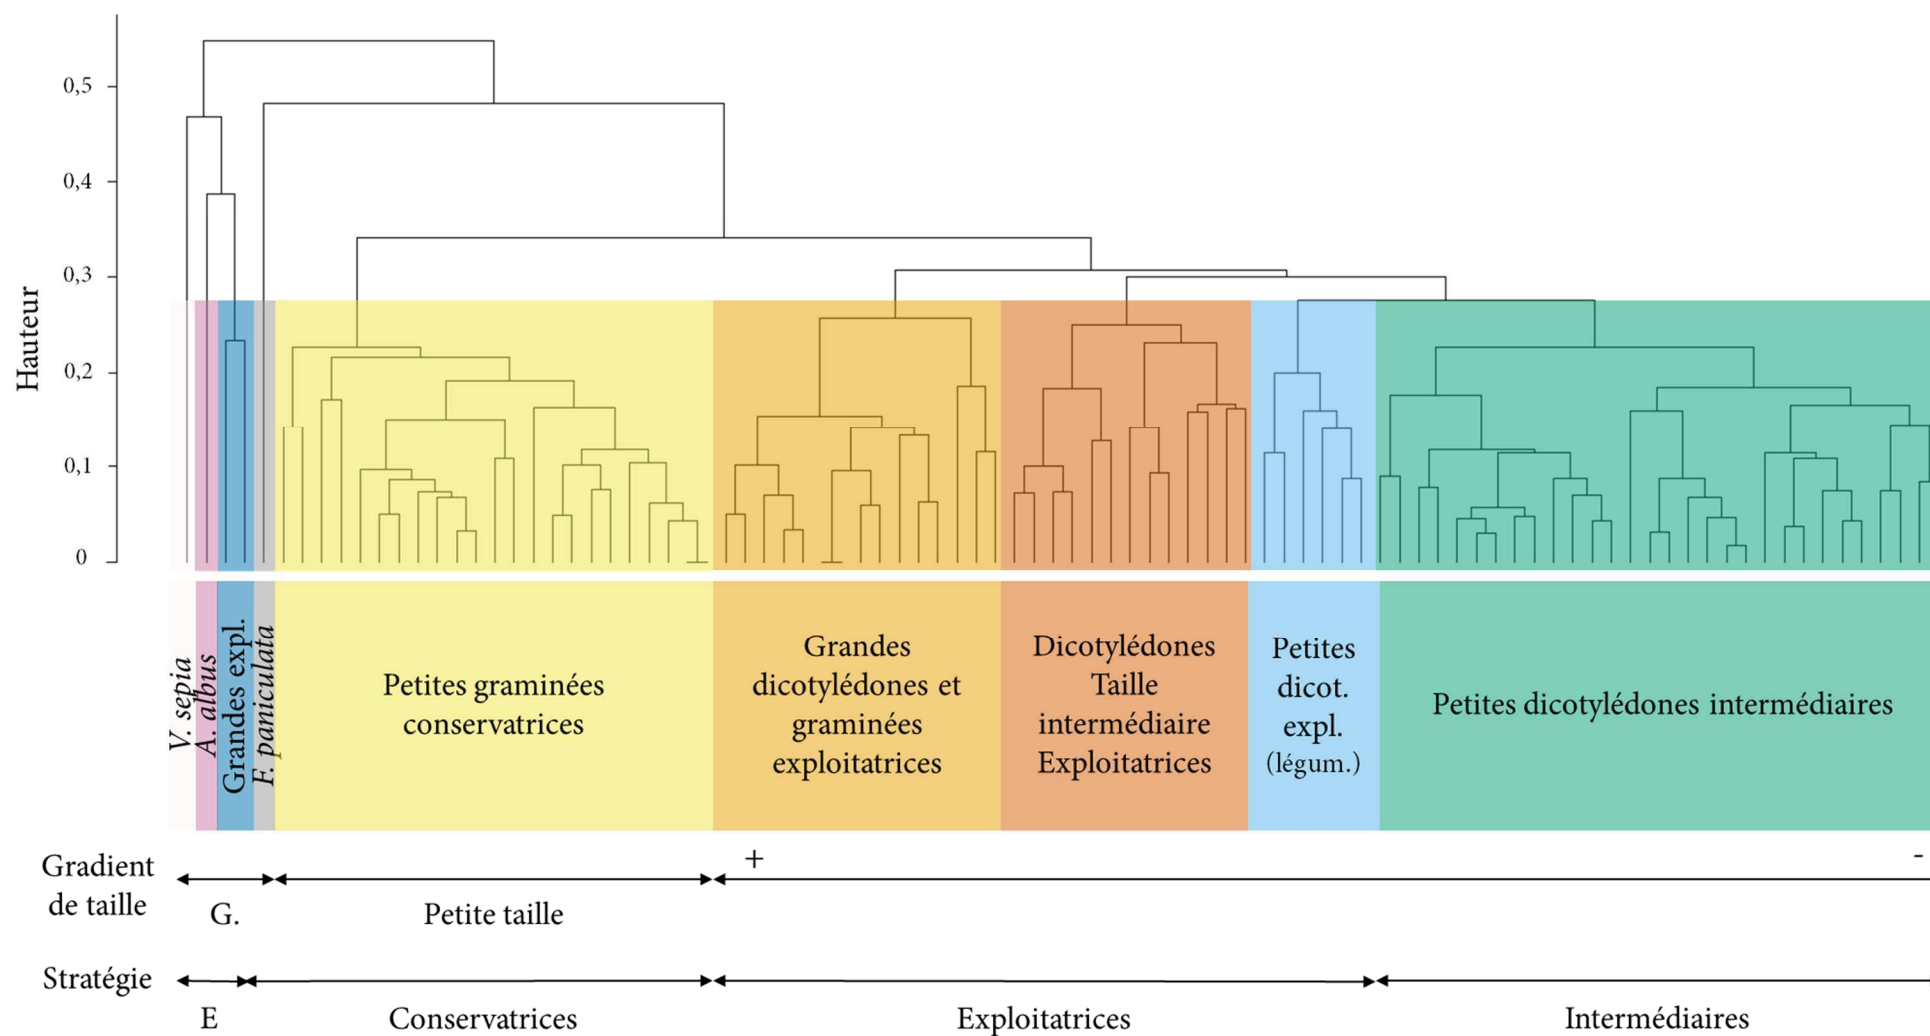 Hauteur
0,5
0,4
0,3
0,2
0,1
0
V. sepia
A. albus
Grandes expl.
F. paniculata
Petites graminées
conservatrices
Grandes
dicotylédones et
graminées
exploitatrices
Dicotylédones
Taille
intermédiaire
Exploitatrices
Petites
dicot.
expl.
(légum.)
Petites dicotylédones intermédiaires
Gradient
de taille
+
-
G.
Petite taille
Stratégie
E
Conservatrices
Exploitatrices
Intermédiaires